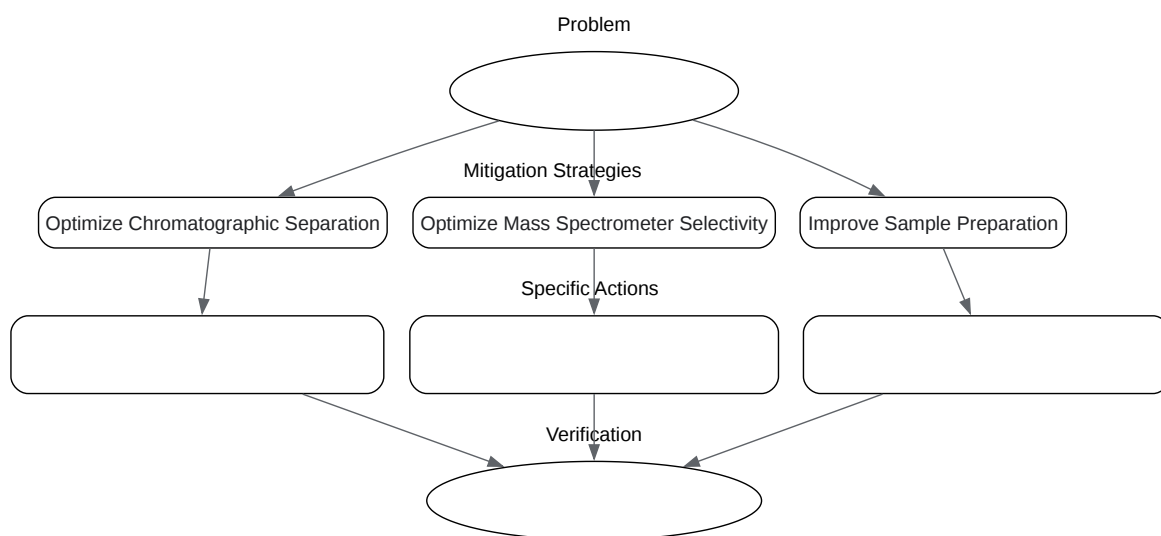 Problem
Mitigation Strategies
Optimize Chromatographic Separation
Optimize Mass Spectrometer Selectivity
Improve Sample Preparation
Specific Actions
Verification